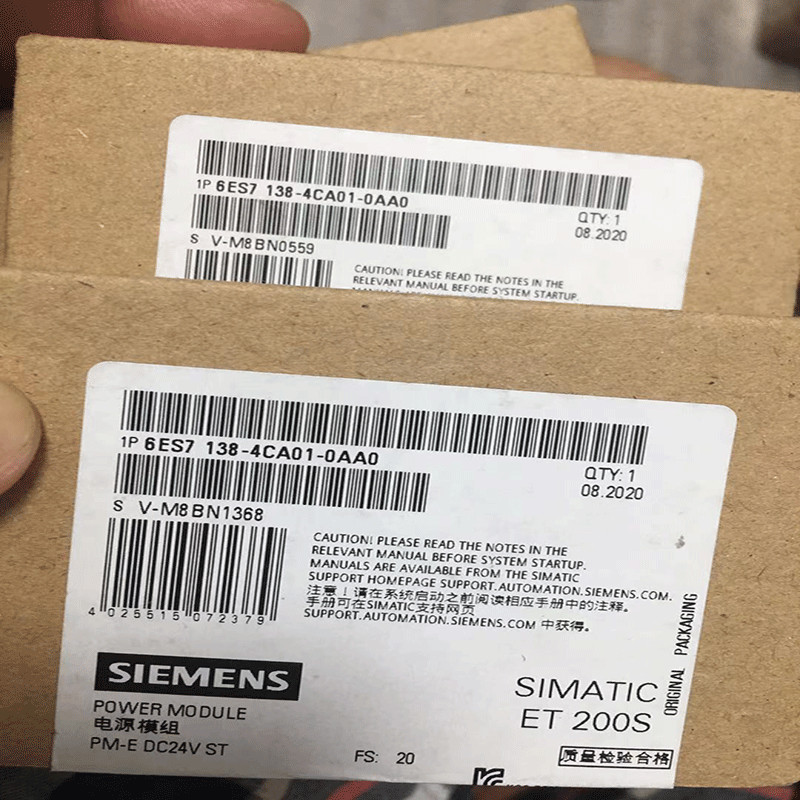 1P 6ES7 138-4CA01-0AA0
QTY: 1
08.2020
S V-M8BN0559
CAUTION! PLEASE READ THE NOTES IN THE
RELEVANT MANUAL BEFORE SYSTEM STARTUP.
1P 6ES7 138-4CA01-0AA0
QTY: 1
08.2020
S V-M8BN1368
CAUTION! PLEASE READ THE NOTES IN THE
RELEVANT MANUAL BEFORE SYSTEM STARTUP.
MANUALS ARE AVAILABLE FROM THE SIMATIC
SUPPORT HOMEPAGE SUPPORT.AUTOMATION.SIEMENS.COM.
注意！请在系统启动之前阅读相应手册中的注释。
手册可在SIMATIC支持网页
SUPPORT.AUTOMATION.SIEMENS.COM 中获得。
4 025515 072379
ORIGINAL PACKAGING
SIEMENS
SIMATIC
ET 200S
POWER MODULE
电源模组
PM-E DC24V ST
FS: 20
质量检验合格